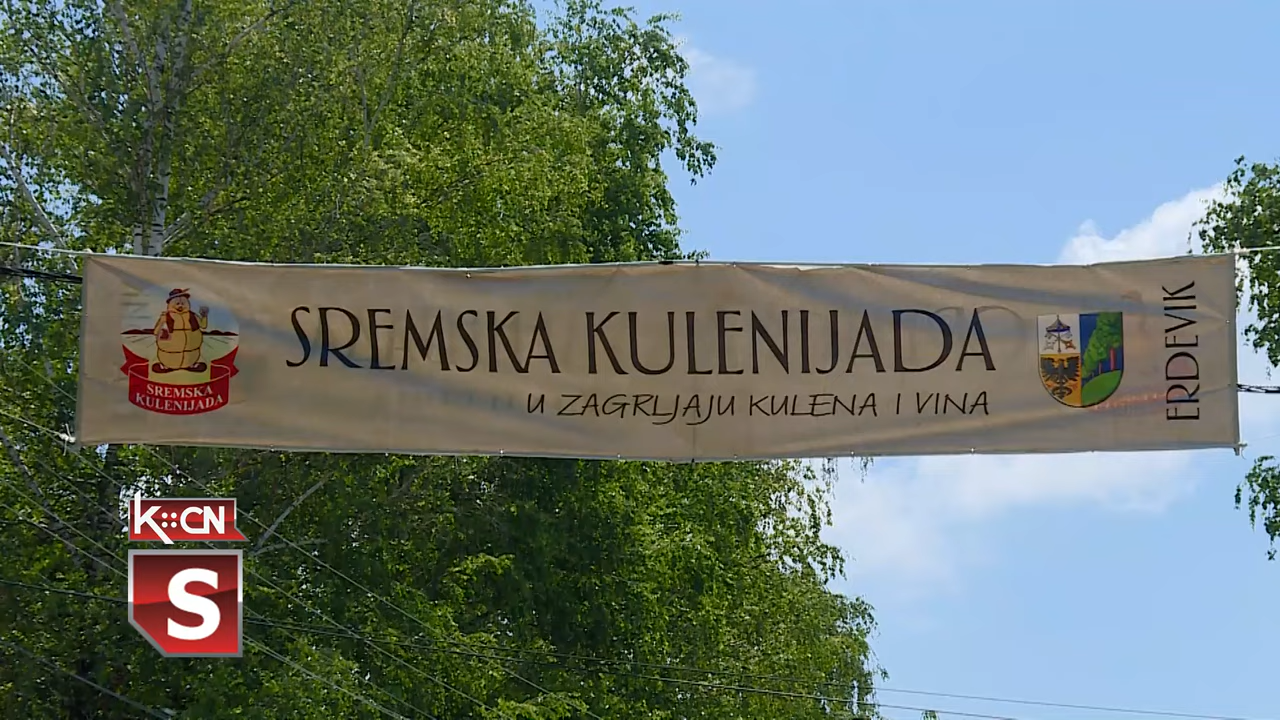 SREMSKA
KULENIJADA
SREMSKA KULENIJADA
U ZAGRLJAJU KULENA I VINA
ERDEVIK
K::CN
S